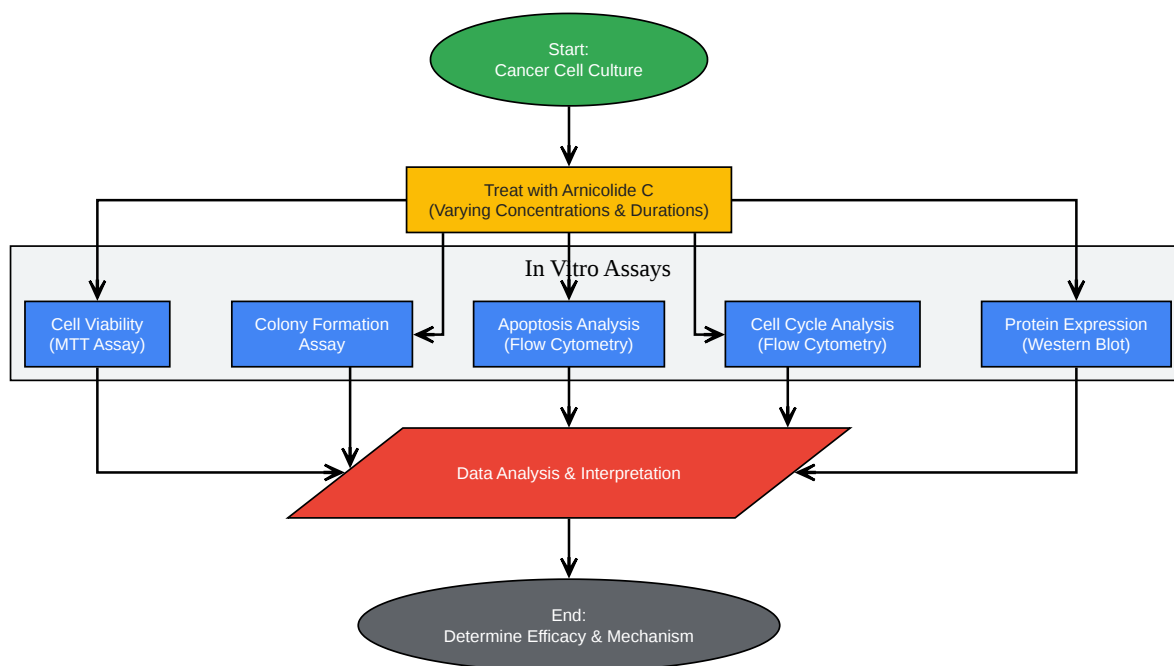 Start:
Cancer Cell Culture
Treat with Arnicolide C
(Varying Concentrations & Durations)
In Vitro Assays
Cell Viability
(MTT Assay)
Colony Formation
Assay
Apoptosis Analysis
(Flow Cytometry)
Cell Cycle Analysis
(Flow Cytometry)
Protein Expression
(Western Blot)
Data Analysis & Interpretation
End:
Determine Efficacy & Mechanism